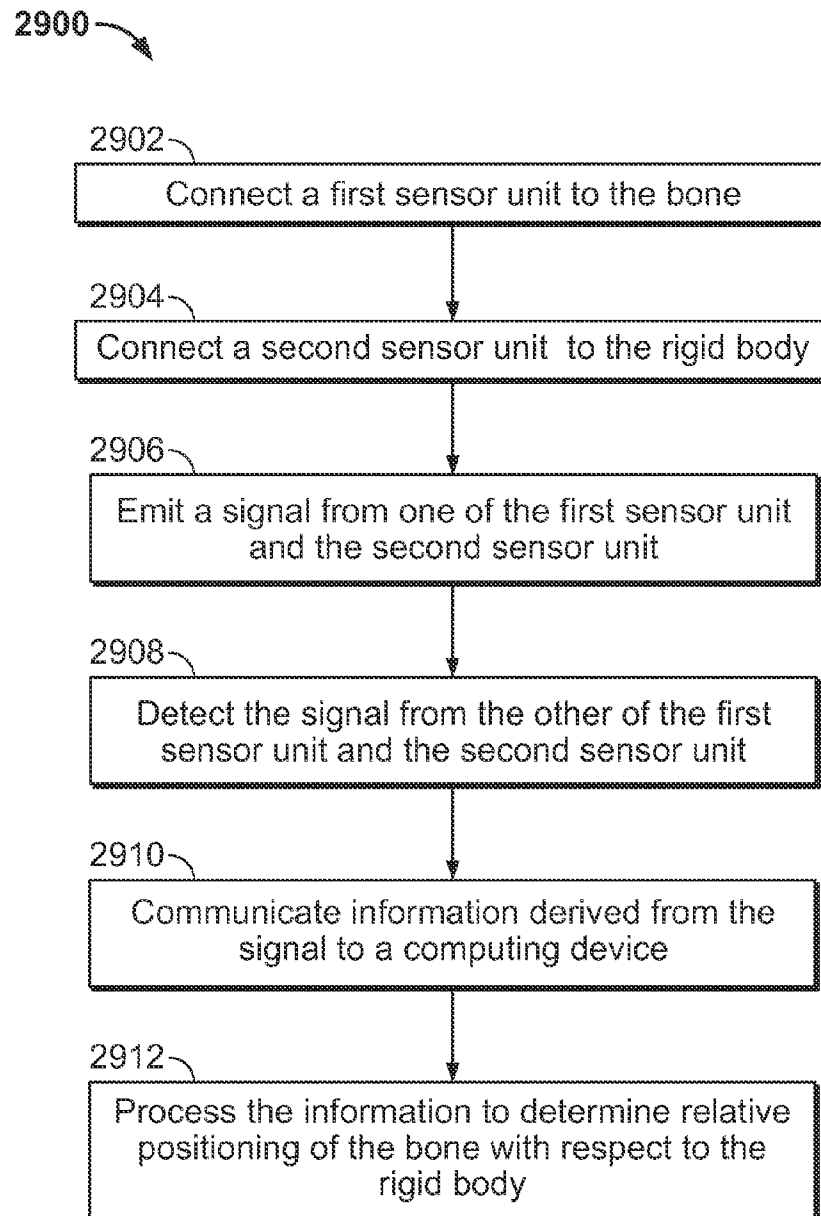 2900
2902
Connect a first sensor unit to the bone
2904
Connect a second sensor unit to the rigid body
2906
Emit a signal from one of the first sensor unit
and the second sensor unit
2908
Detect the signal from the other of the first
sensor unit and the second sensor unit
2910
Communicate information derived from the
signal to a computing device
2912
Process the information to determine relative
positioning of the bone with respect to the
rigid body